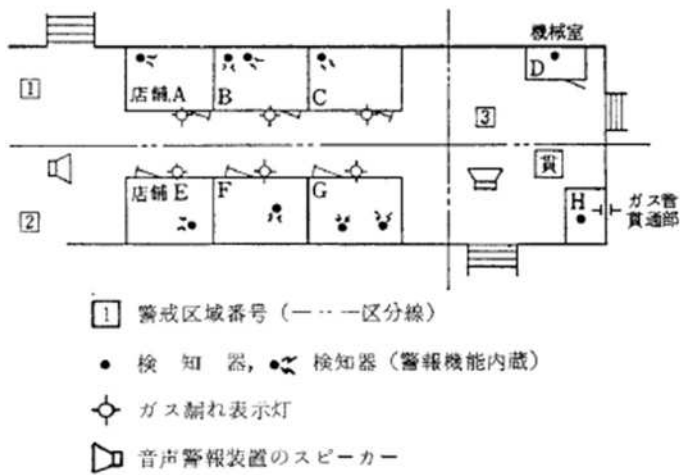 機械室
D
1
店舗A
B
C
3
貫
店舗E
F
G
H
ガス管
貫通部
2
1 警戒区域番号(―‥―区分線)
検知器, 検知器(警報機能内蔵)
ガス漏れ表示灯
音声警報装置のスピーカー